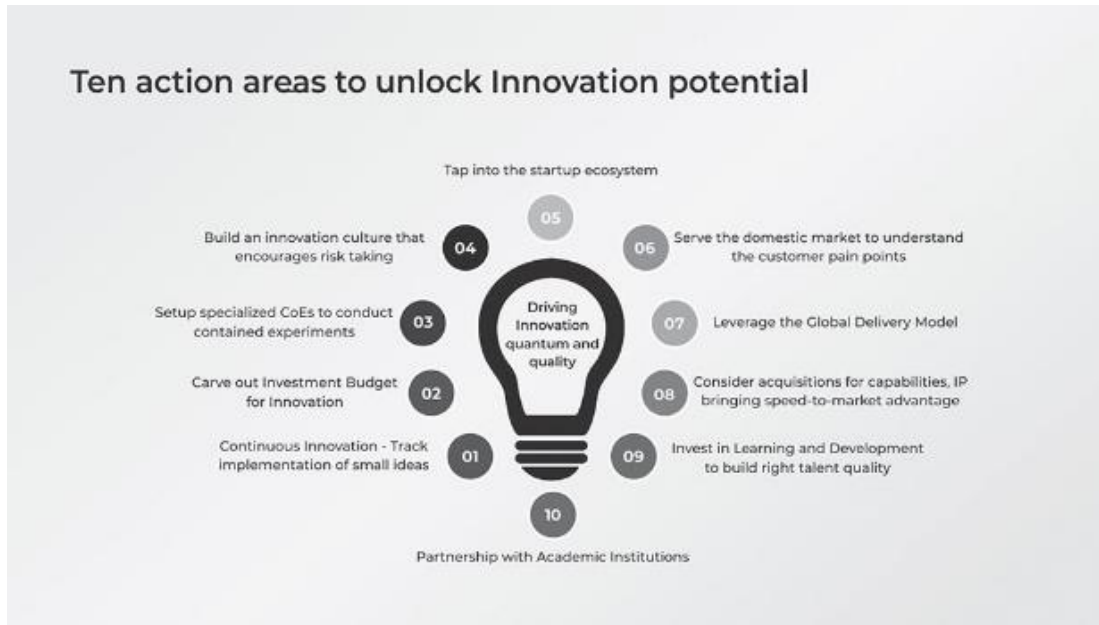 Ten action areas to unlock Innovation potential
Tap into the startup ecosystem
05
Build an innovation culture that
encourages risk taking
04
06
Serve the domestic market to understand
the customer pain points
Setup specialized CoEs to conduct
contained experiments
03
Driving
Innovation
quantum and
quality
07
Leverage the Global Delivery Model
Carve out Investment Budget
for Innovation
02
08
Consider acquisitions for capabilities, IP
bringing speed-to-market advantage
Continuous Innovation - Track
implementation of small ideas
01
09
Invest in Learning and Development
to build right talent quality
10
Partnership with Academic Institutions